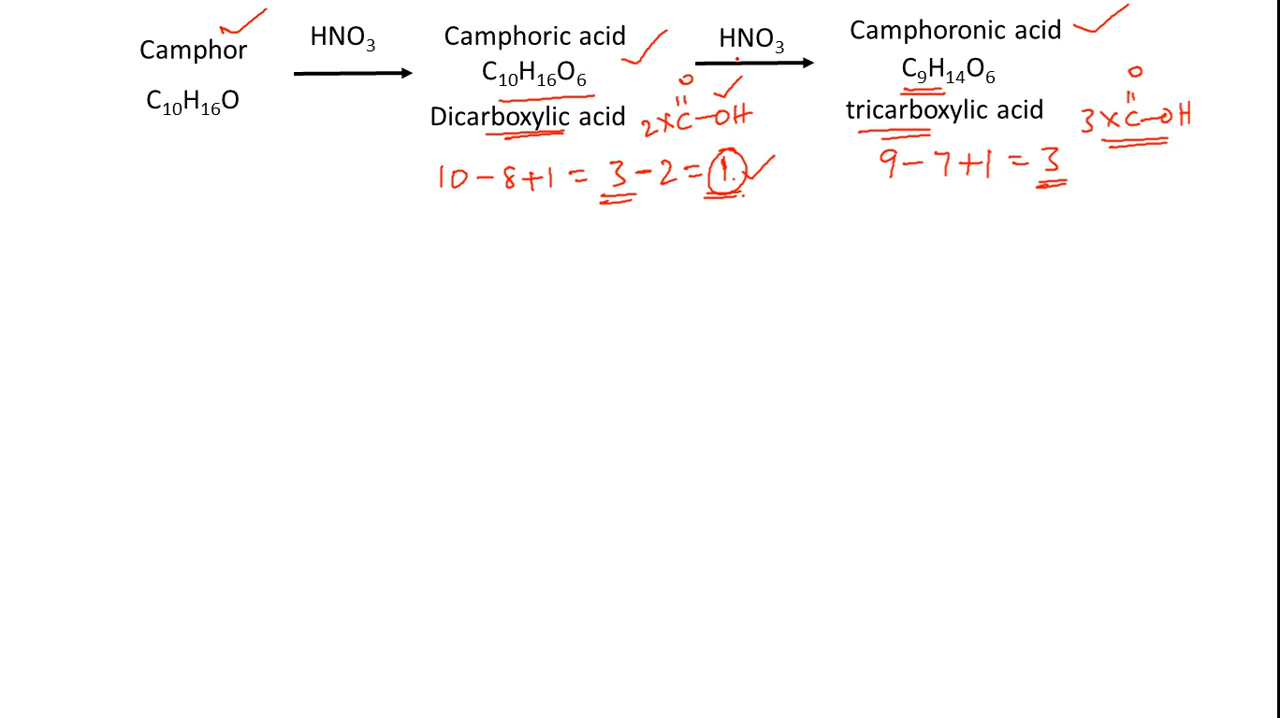 Camphor
HNO3
Camphoric acid
HNO3
Camphoronic acid
C10H16O
C10H16O6
C9H14O6
Dicarboxylic acid
2×C-OH
O
tricarboxylic acid
3×C-OH
O
10-8+1=3-2=1.
9-7+1=3